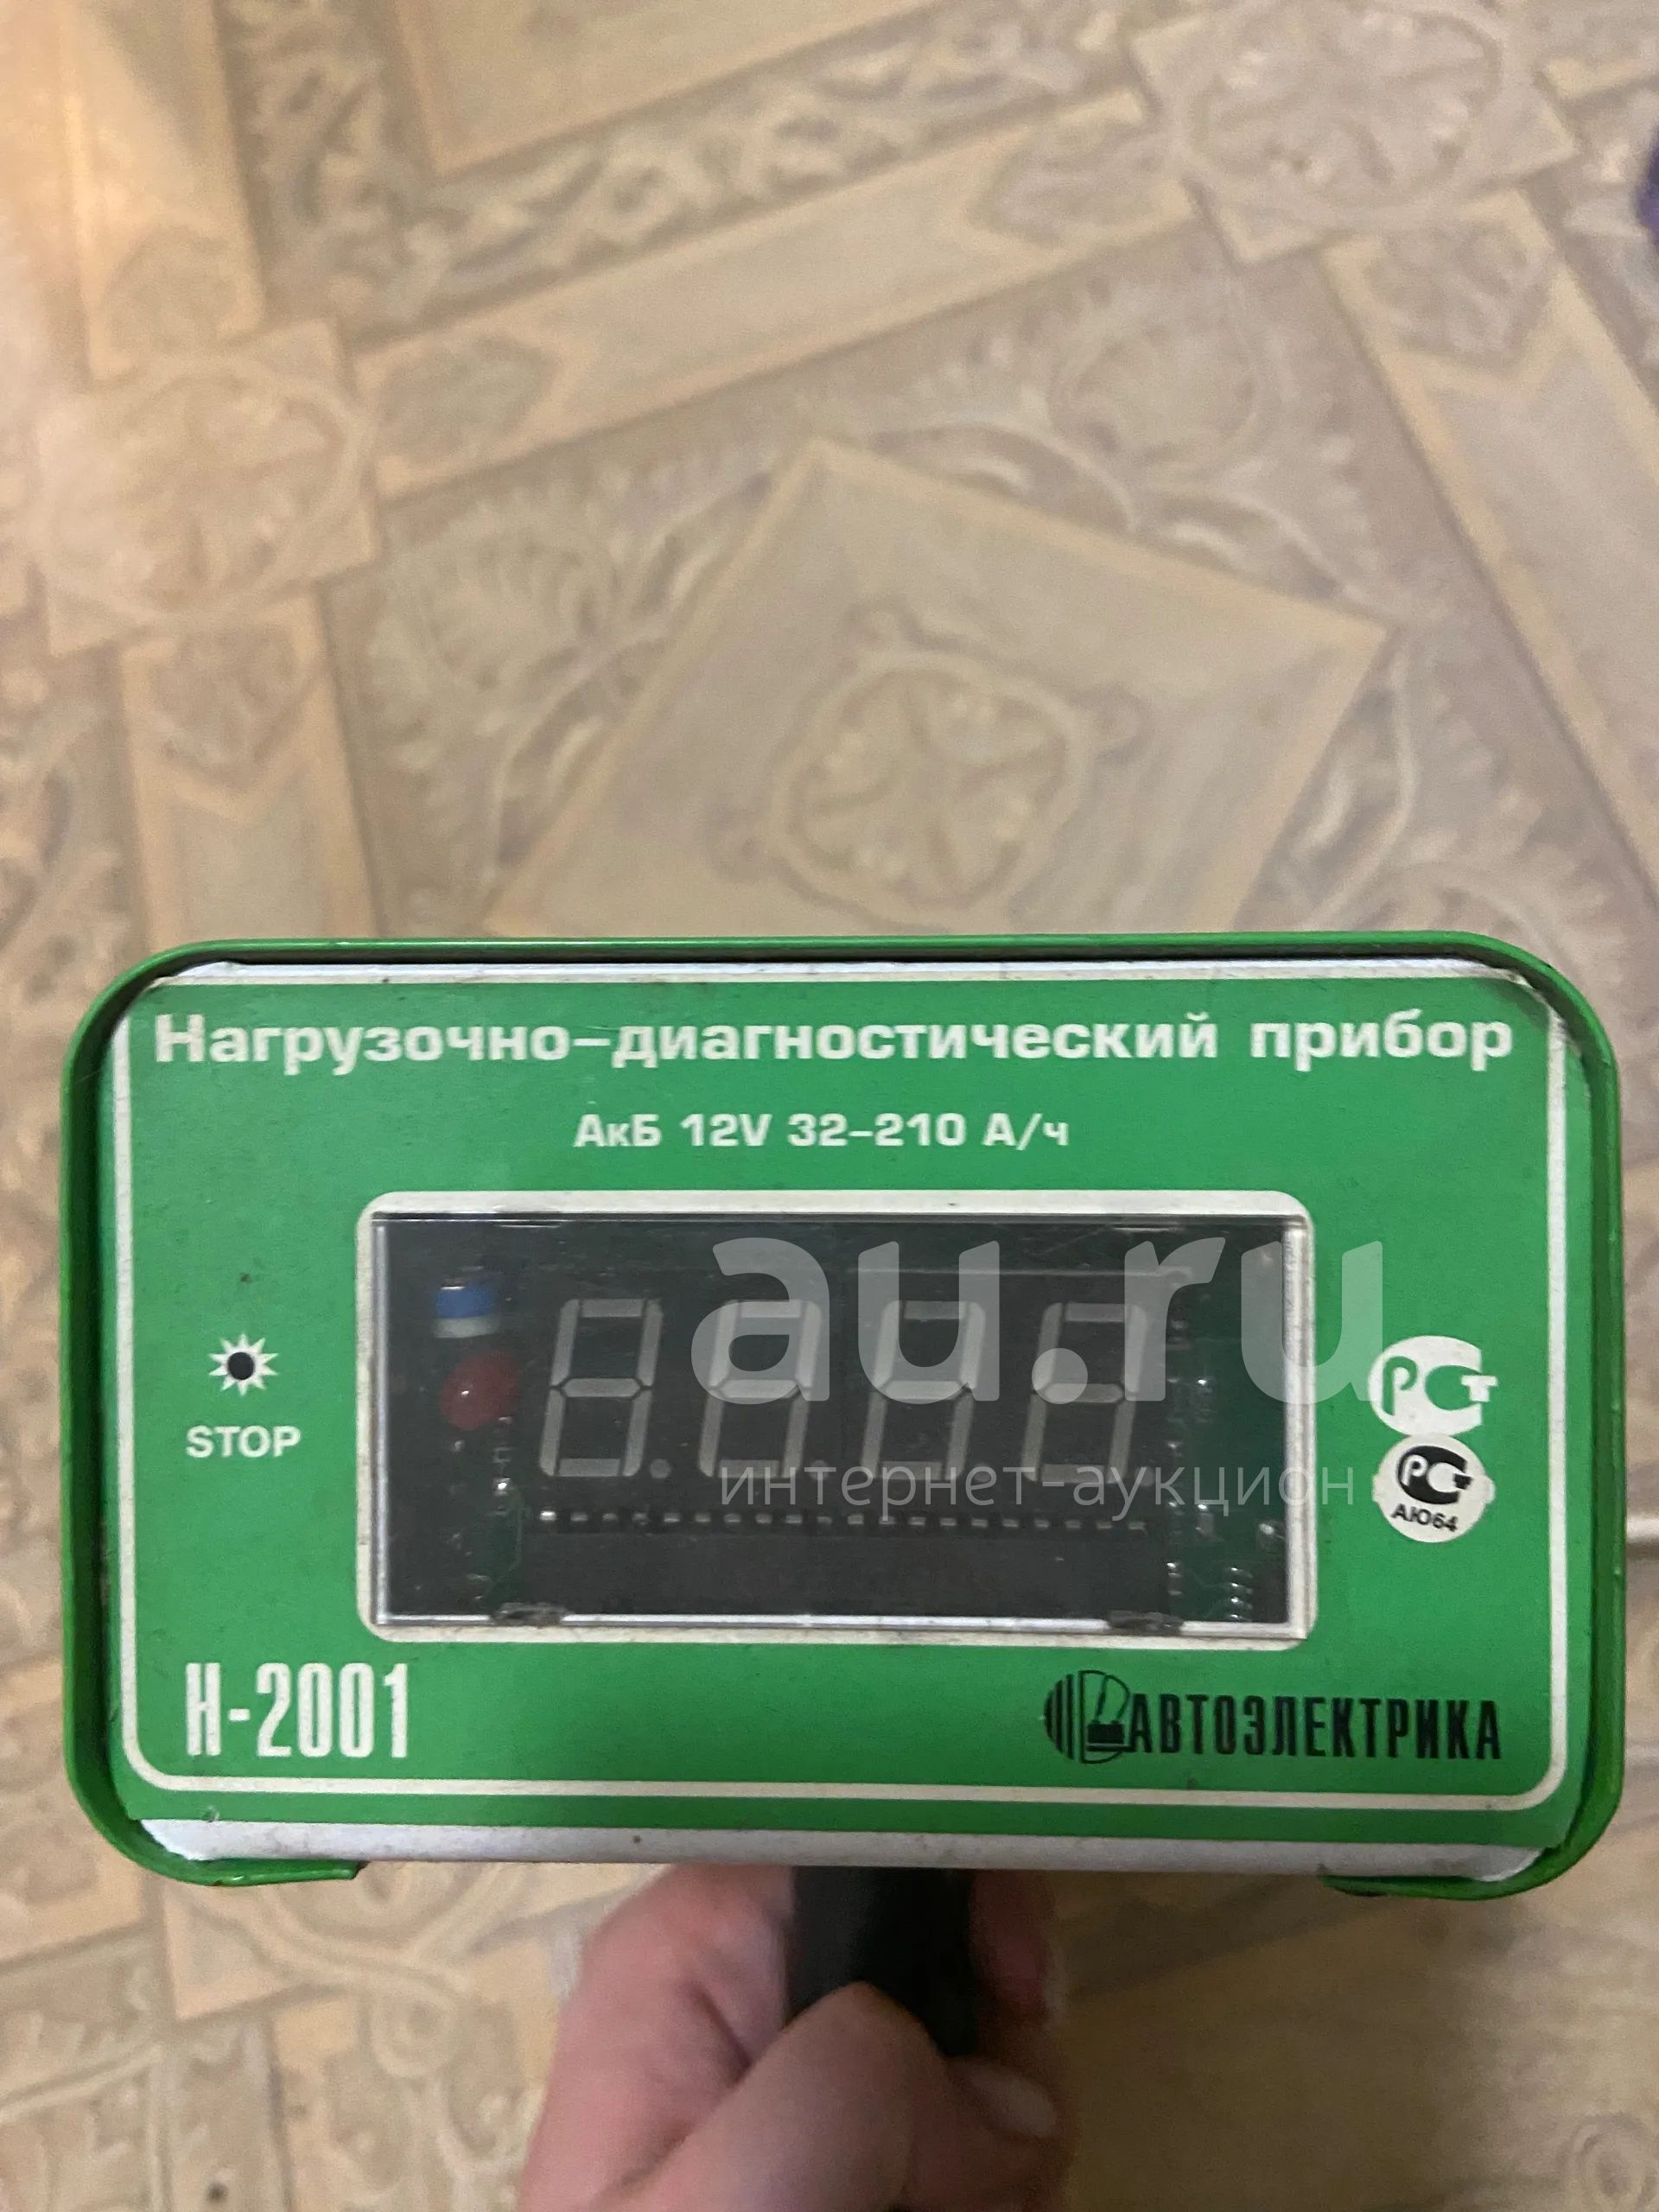 Нагрузочно-диагностический прибор
АкБ 12V 32-210 А/ч
au.ru
интернет-аукцион
STOP
РСТ
РСТ
АЮ64
Н-2001
АВТОЭЛЕКТРИКА